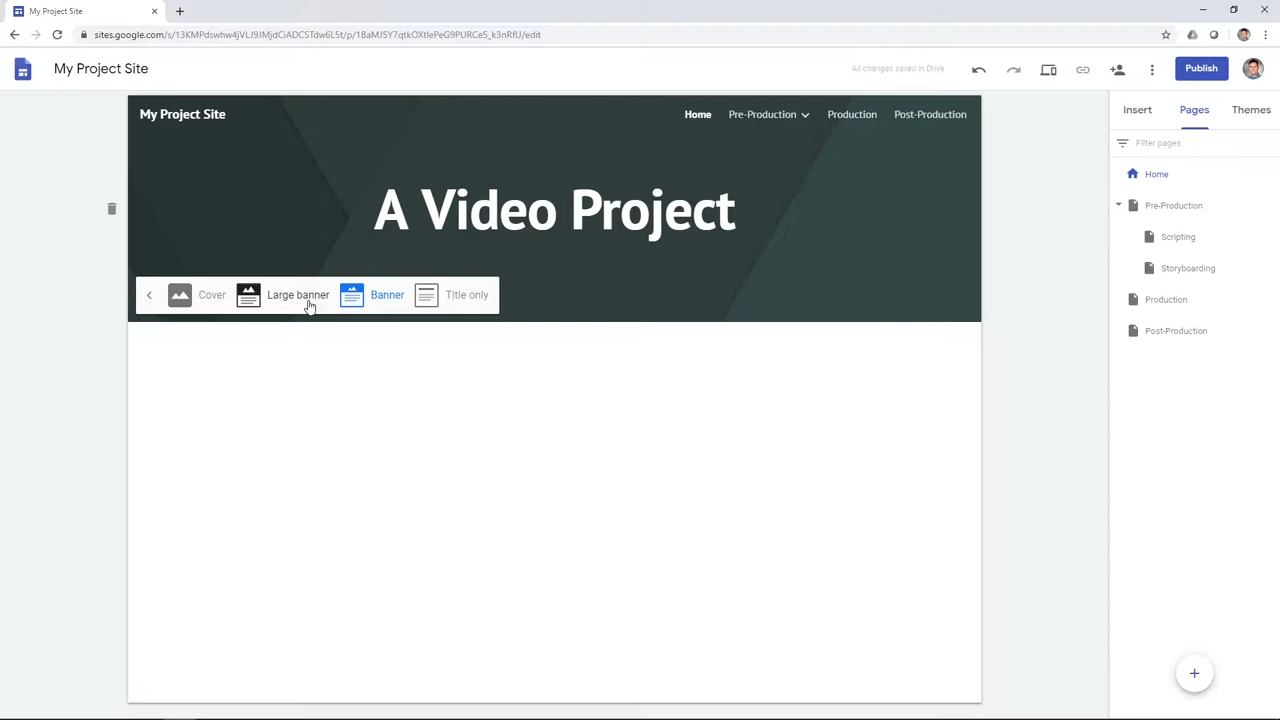 My Project Site
sites.google.com/s/13KMPdswhw4jVLJ9JMjdCiADCSTdw6L5t/p/1BaMJ5Y7qtkOXtlePeG9PURCe5_k3nRfU/edit
My Project Site
All changes saved in Drive
Publish
My Project Site
Home
Pre-Production
Production
Post-Production
A Video Project
Cover
Large banner
Banner
Title only
Insert
Pages
Themes
Filter pages
Home
Pre-Production
Scripting
Storyboarding
Production
Post-Production